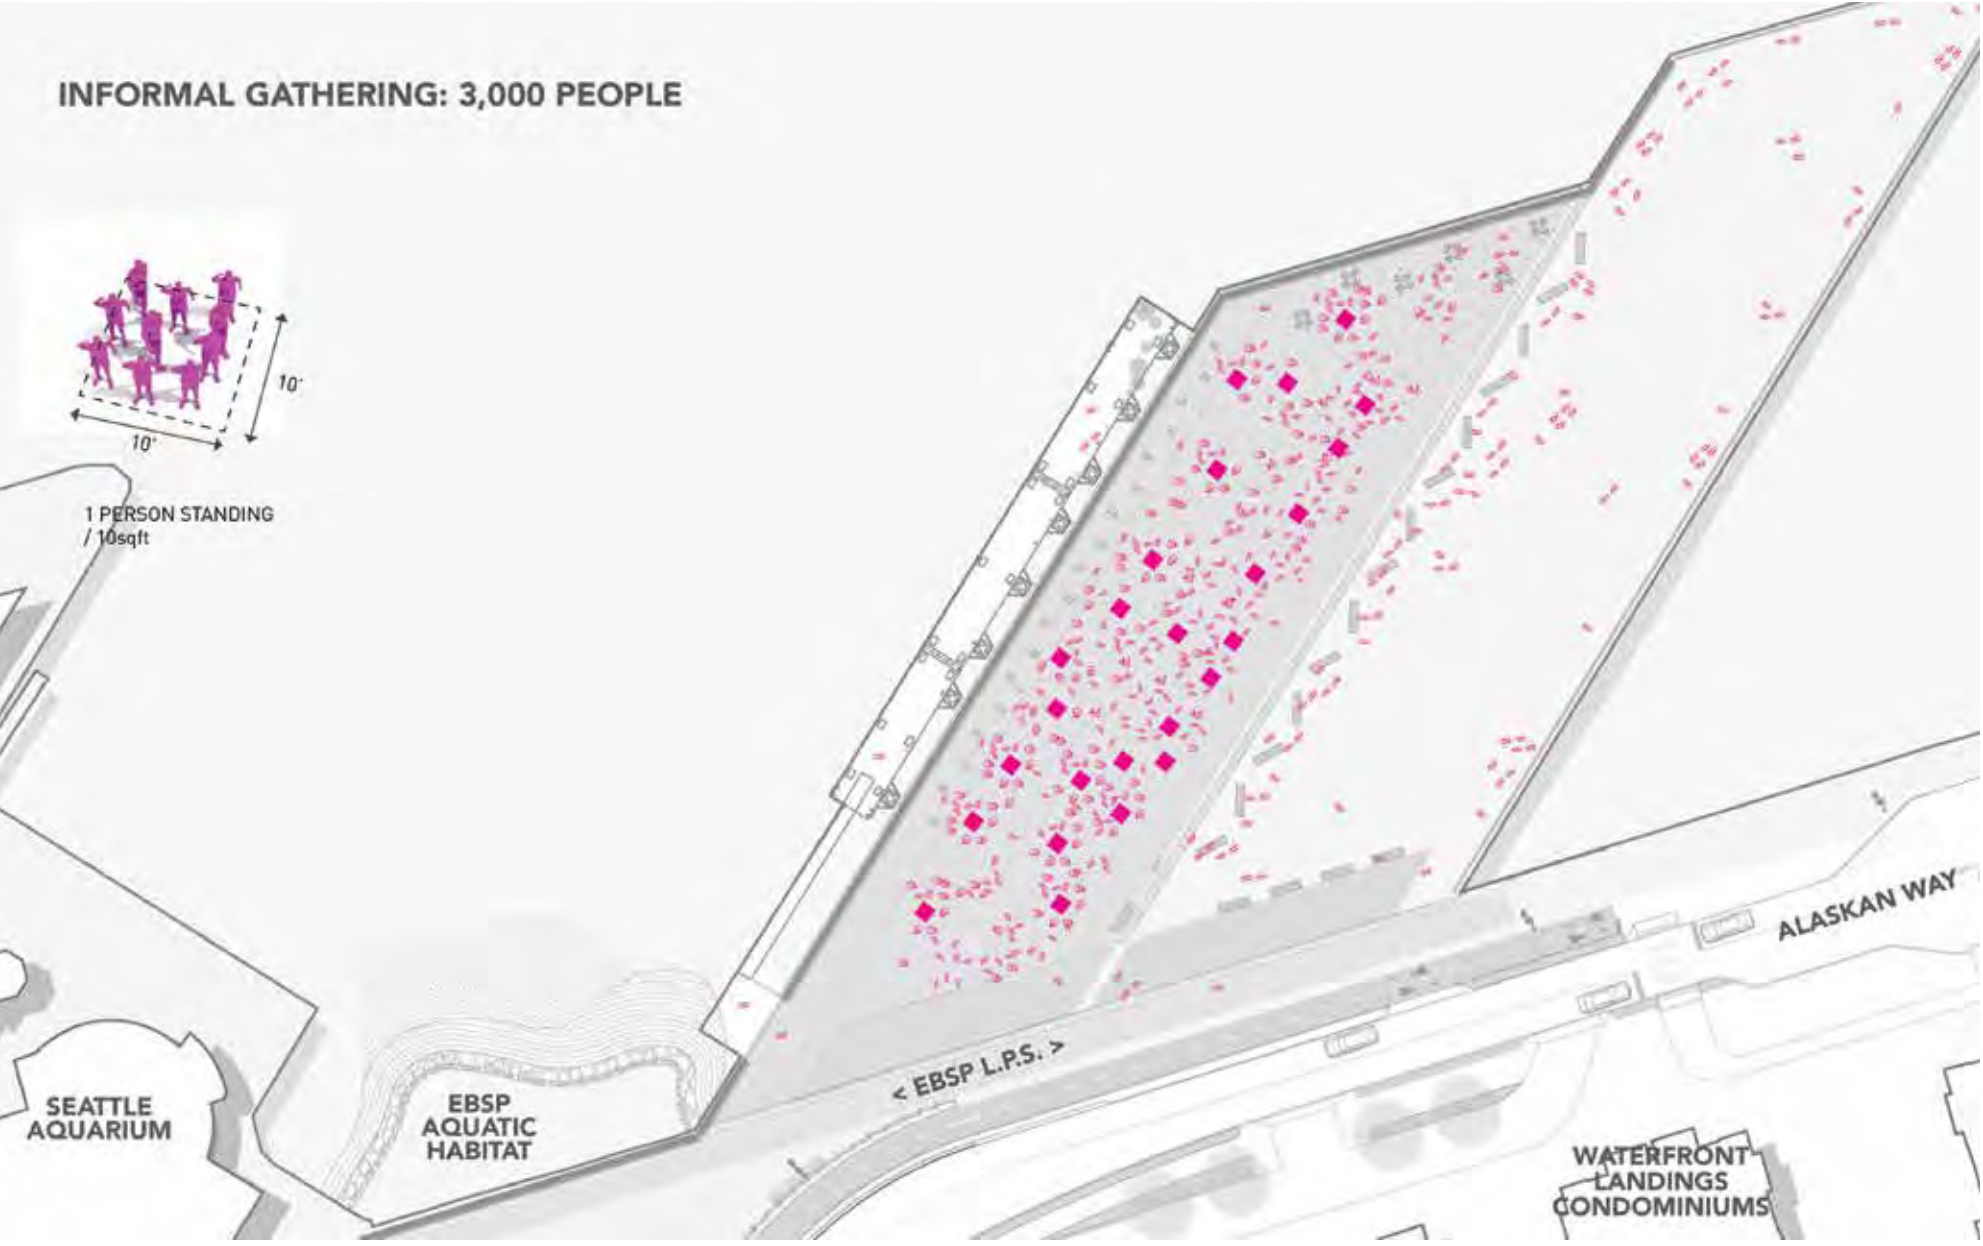 INFORMAL GATHERING: 3,000 PEOPLE
10'
10'
1 PERSON STANDING
/ 10sqft
ALASKAN WAY
< EBSP L.P.S. >
SEATTLE
AQUARIUM
EBSP
AQUATIC
HABITAT
WATERFRONT
LANDINGS
CONDOMINIUMS